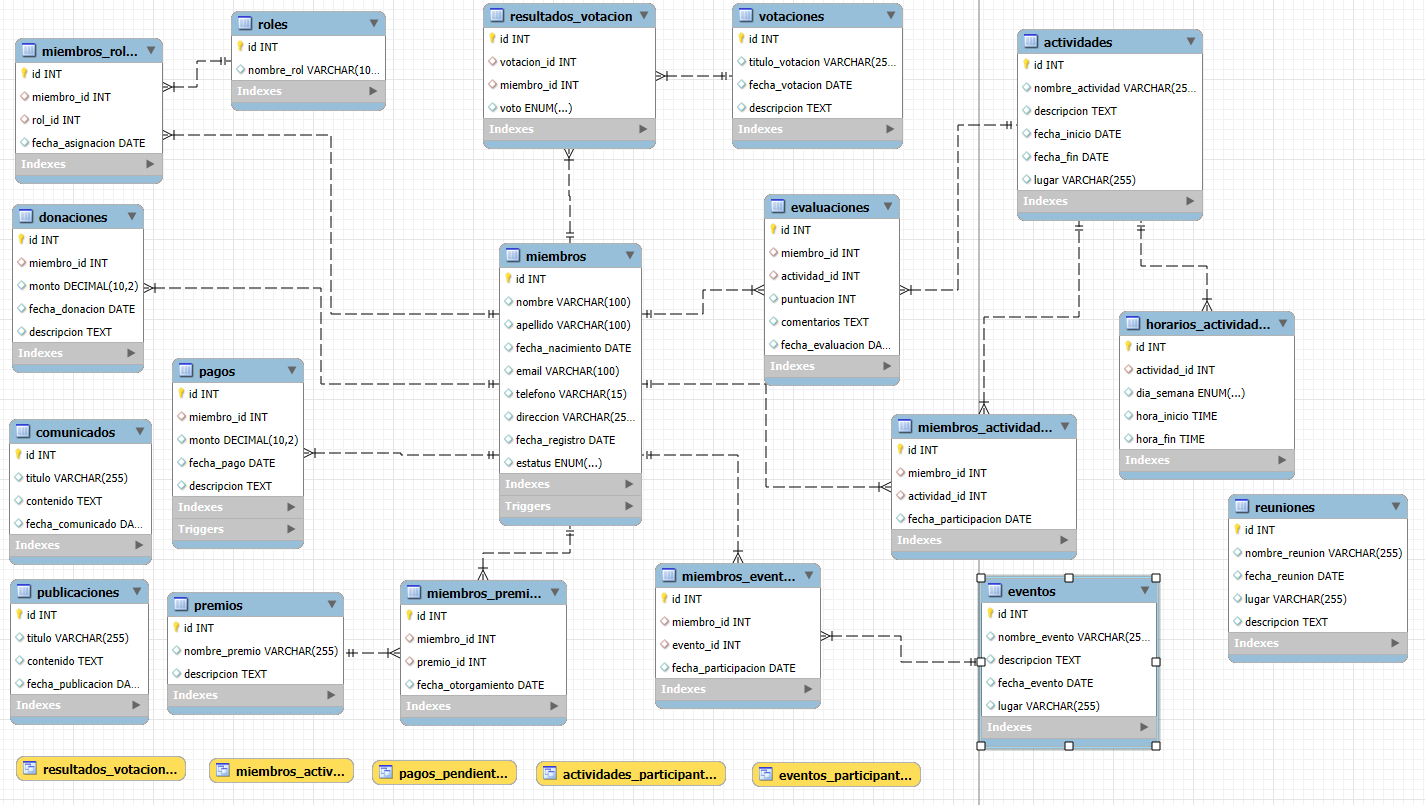 miembros_rol...
id INT
miembro_id INT
rol_id INT
fecha_asignacion DATE
Indexes
roles
id INT
nombre_rol VARCHAR(10...
Indexes
resultados_votacion
id INT
votacion_id INT
miembro_id INT
voto ENUM(...)
Indexes
votaciones
id INT
titulo_votacion VARCHAR(25...
fecha_votacion DATE
descripcion TEXT
Indexes
actividades
id INT
nombre_actividad VARCHAR(25...
descripcion TEXT
fecha_inicio DATE
fecha_fin DATE
lugar VARCHAR(255)
Indexes
donaciones
id INT
miembro_id INT
monto DECIMAL(10,2)
fecha_donacion DATE
descripcion TEXT
Indexes
miembros
id INT
nombre VARCHAR(100)
apellido VARCHAR(100)
fecha_nacimiento DATE
email VARCHAR(100)
telefono VARCHAR(15)
direccion VARCHAR(25...
fecha_registro DATE
estatus ENUM(...)
Indexes
Triggers
evaluaciones
id INT
miembro_id INT
actividad_id INT
puntuacion INT
comentarios TEXT
fecha_evaluacion DA...
Indexes
horarios_actividad...
id INT
actividad_id INT
dia_semana ENUM(...)
hora_inicio TIME
hora_fin TIME
Indexes
pagos
id INT
miembro_id INT
monto DECIMAL(10,2)
fecha_pago DATE
descripcion TEXT
Indexes
Triggers
comunicados
id INT
titulo VARCHAR(255)
contenido TEXT
fecha_comunicado DA...
Indexes
miembros_actividad...
id INT
miembro_id INT
actividad_id INT
fecha_participacion DATE
Indexes
reuniones
id INT
nombre_reunion VARCHAR(255)
fecha_reunion DATE
lugar VARCHAR(255)
descripcion TEXT
Indexes
publicaciones
id INT
titulo VARCHAR(255)
contenido TEXT
fecha_publicacion DA...
Indexes
premios
id INT
nombre_premio VARCHAR(255)
descripcion TEXT
Indexes
miembros_premi...
id INT
miembro_id INT
premio_id INT
fecha_otorgamiento DATE
Indexes
miembros_event...
id INT
miembro_id INT
evento_id INT
fecha_participacion DATE
Indexes
eventos
id INT
nombre_evento VARCHAR(25...
descripcion TEXT
fecha_evento DATE
lugar VARCHAR(255)
Indexes
resultados_votacion...
miembros_activ...
pagos_pendient...
actividades_participant...
eventos_participant...